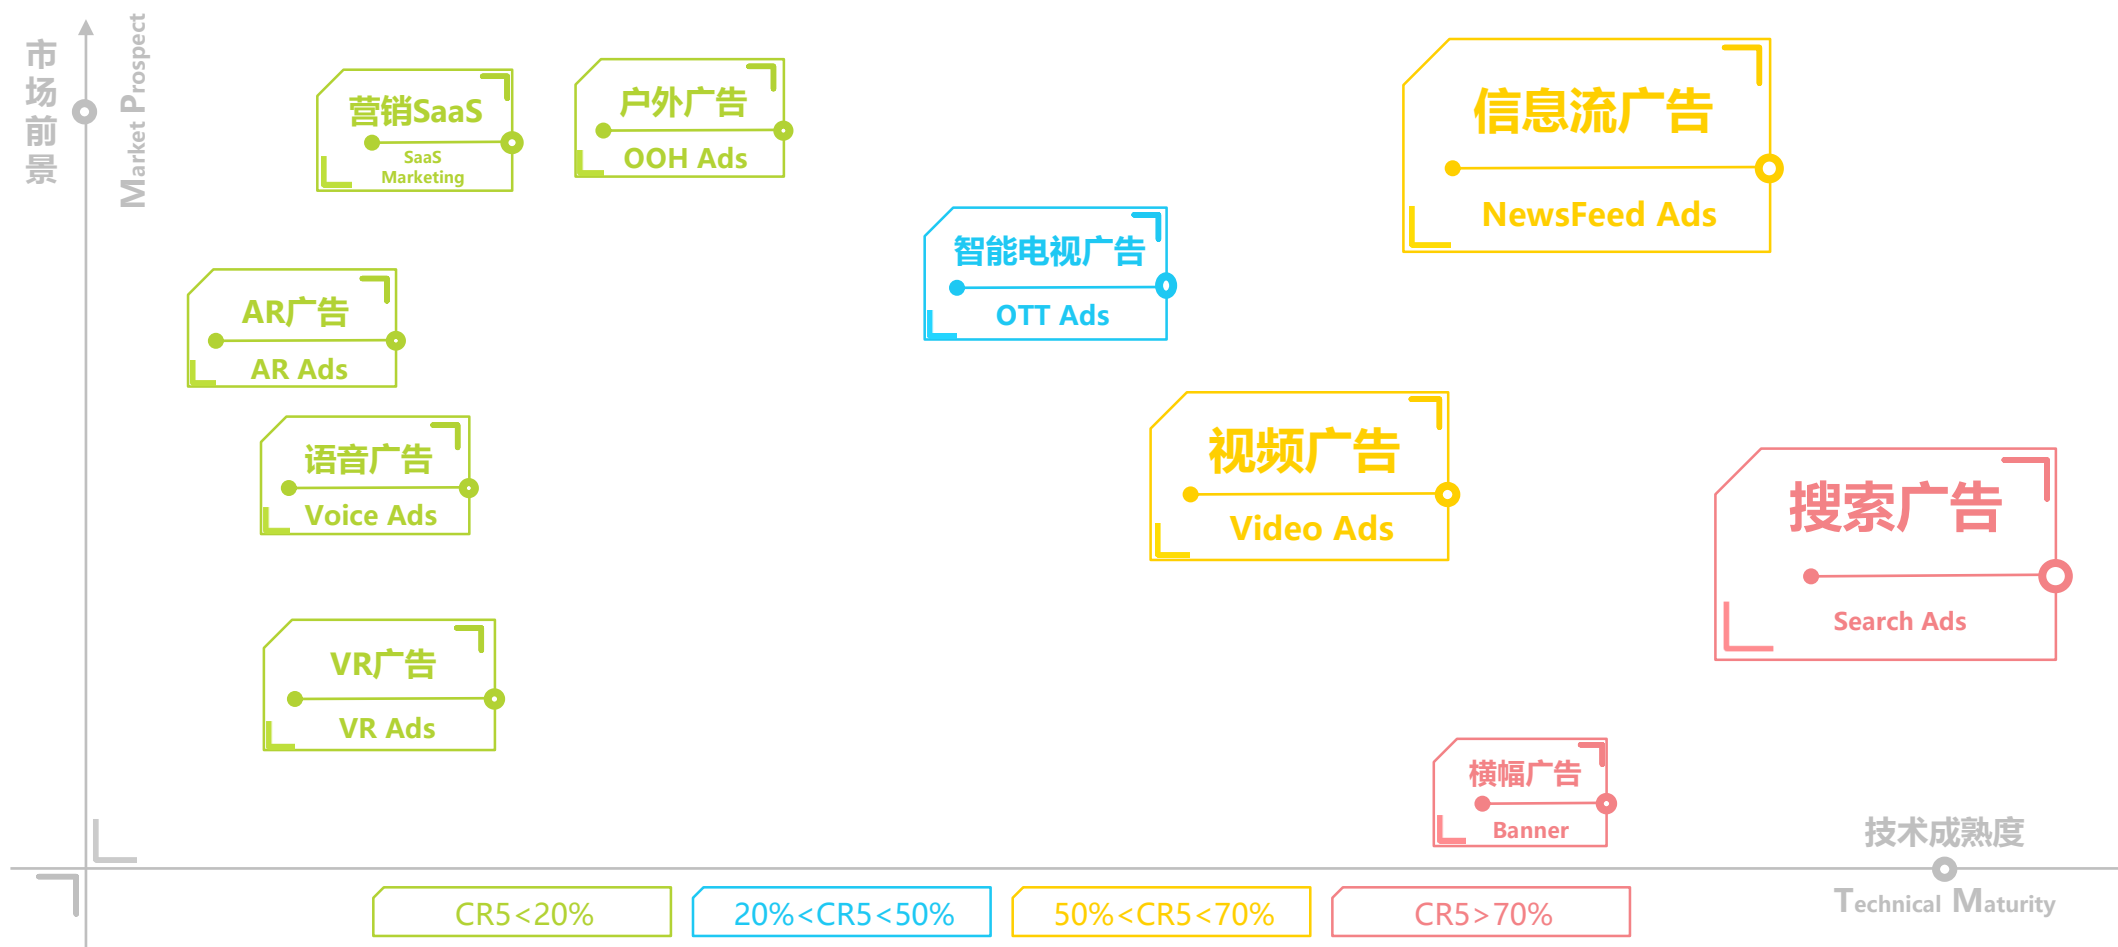 市场前景
Market Prospect
营销SaaS
SaaS
Marketing
户外广告
OOH Ads
信息流广告
NewsFeed Ads
智能电视广告
OTT Ads
AR广告
AR Ads
语音广告
Voice Ads
视频广告
Video Ads
搜索广告
Search Ads
VR广告
VR Ads
横幅广告
Banner
技术成熟度
Technical Maturity
CR5<20%
20%<CR5<50%
50%<CR5<70%
CR5>70%